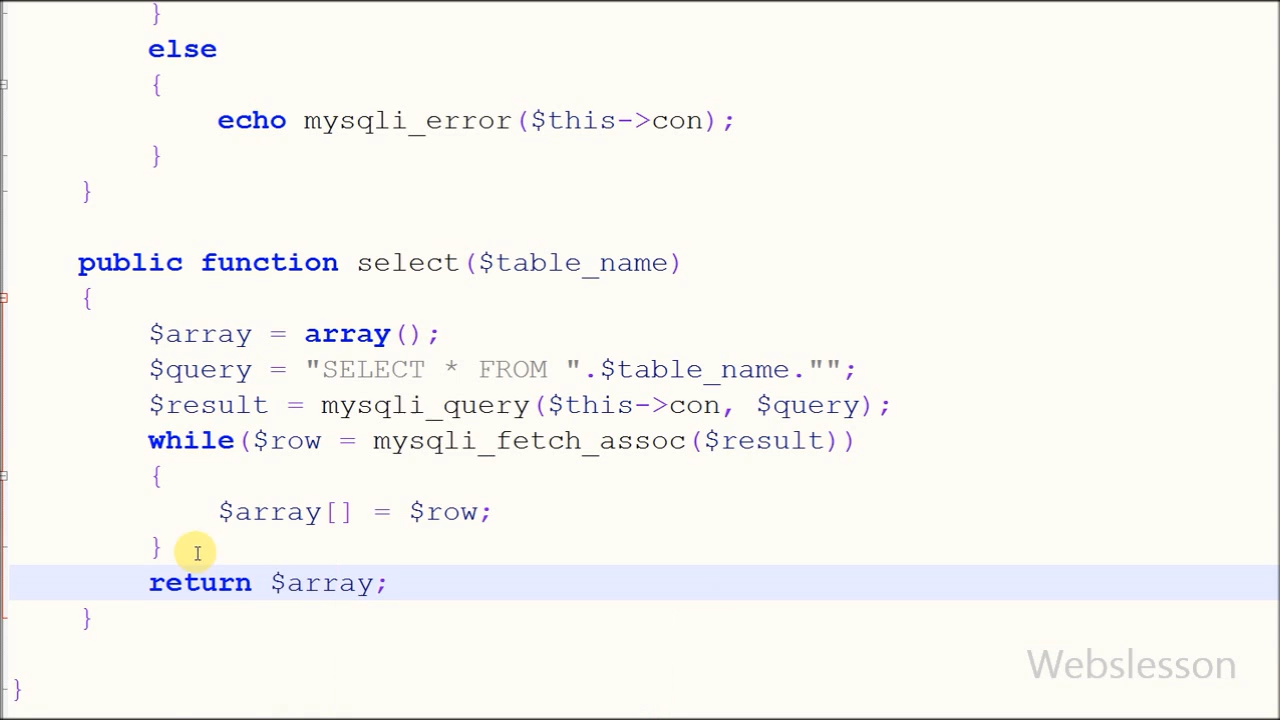 }
else
{
echo mysqli_error($this->con);
}
}
public function select($table_name)
{
$array = array();
$query = "SELECT * FROM ".$table_name."";
$result = mysqli_query($this->con, $query);
while($row = mysqli_fetch_assoc($result))
{
$array[] = $row;
}
return $array;
}
Webslesson
}